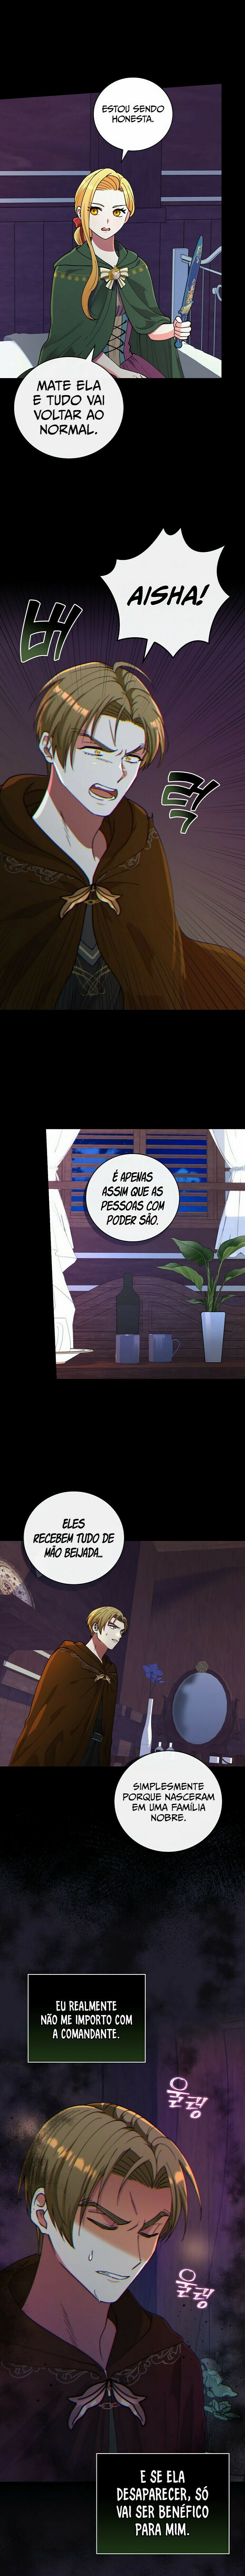 ESTOU SENDO
HONESTA.
MATE ELA
E TUDO VAI
VOLTAR AO
NORMAL.
AISHA!
버
럭
É APENAS
ASSIM QUE AS
PESSOAS COM
PODER SÃO.
ELES
RECEBEM TUDO DE
MÃO BEIJADA...
SIMPLESMENTE
PORQUE NASCERAM
EM UMA FAMÍLIA
NOBRE.
EU REALMENTE
NÃO ME IMPORTO COM
A COMANDANTE.
울렁
울렁
E SE ELA
DESAPARECER, SÓ
VAI SER BENÉFICO
PARA MIM.